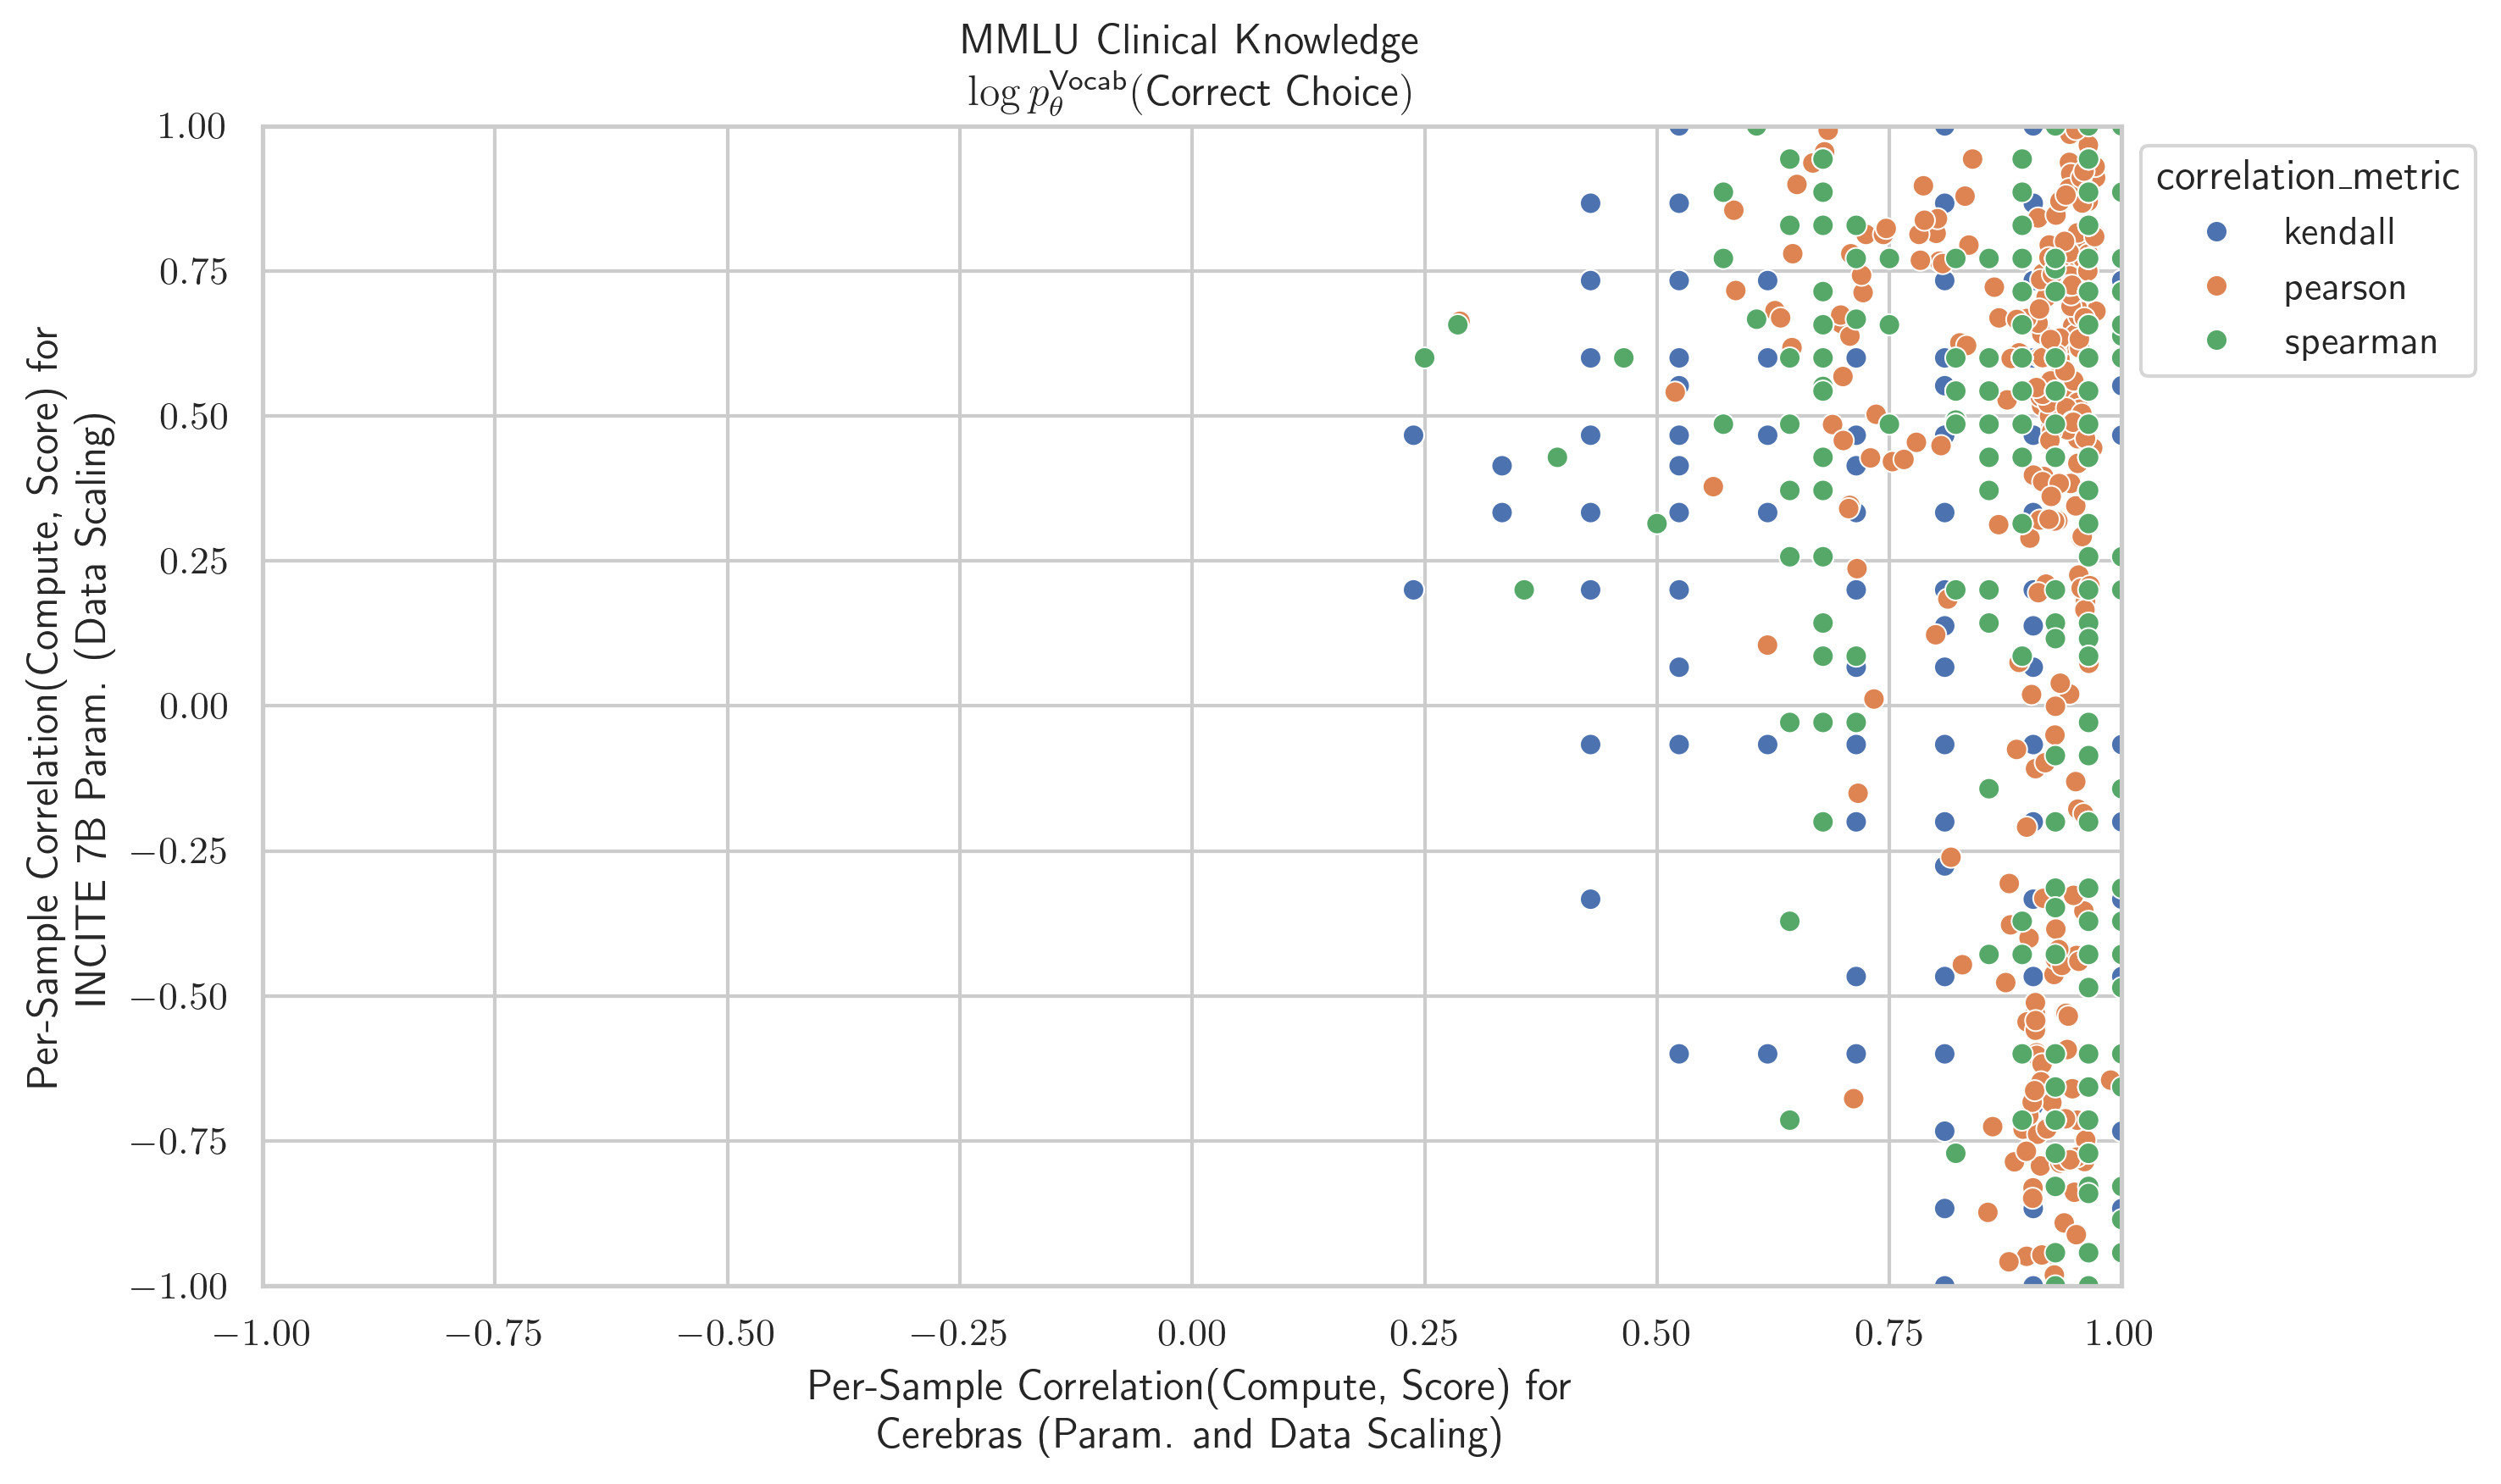 MMLU Clinical Knowledge
log p_θ^Vocab(Correct Choice)
Per-Sample Correlation(Compute, Score) for
INCITE 7B Param. (Data Scaling)
1.00
0.75
0.50
0.25
0.00
−0.25
−0.50
−0.75
−1.00
−1.00
−0.75
−0.50
−0.25
0.00
0.25
0.50
0.75
1.00
Per-Sample Correlation(Compute, Score) for
Cerebras (Param. and Data Scaling)
correlation_metric
kendall
pearson
spearman